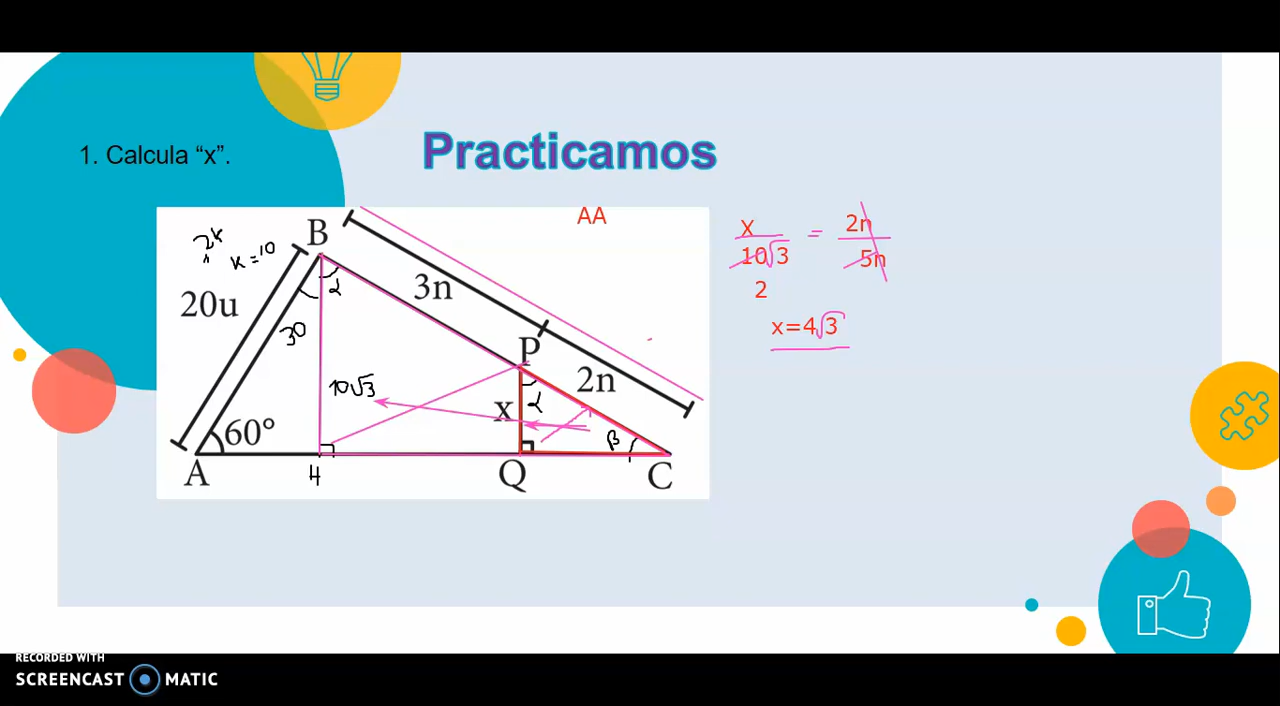 Practicamos
1. Calcula “x”.
AA
2k
k=10
B
20u
30
α
3n
P
2n
10√3
x
α
β
60°
A
H
Q
C
x
10√3
=
2n
5n
2
x=4√3
RECORDED WITH
SCREENCAST MATIC